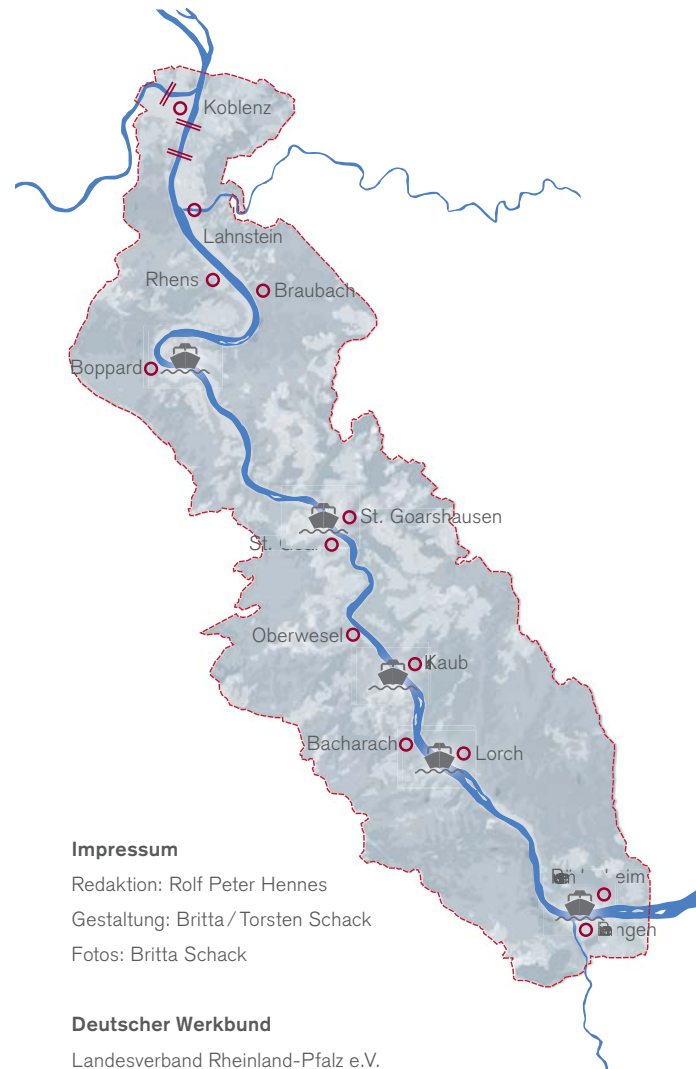 Koblenz
Lahnstein
Rhens
Braubach
Boppard
St. Goarshausen
St.
Oberwesel
Kaub
Bacharach
Lorch
Impressum
Redaktion: Rolf Peter Hennes
Gestaltung: Britta / Torsten Schack
Fotos: Britta Schack
Deutscher Werkbund
Landesverband Rheinland-Pfalz e.V.